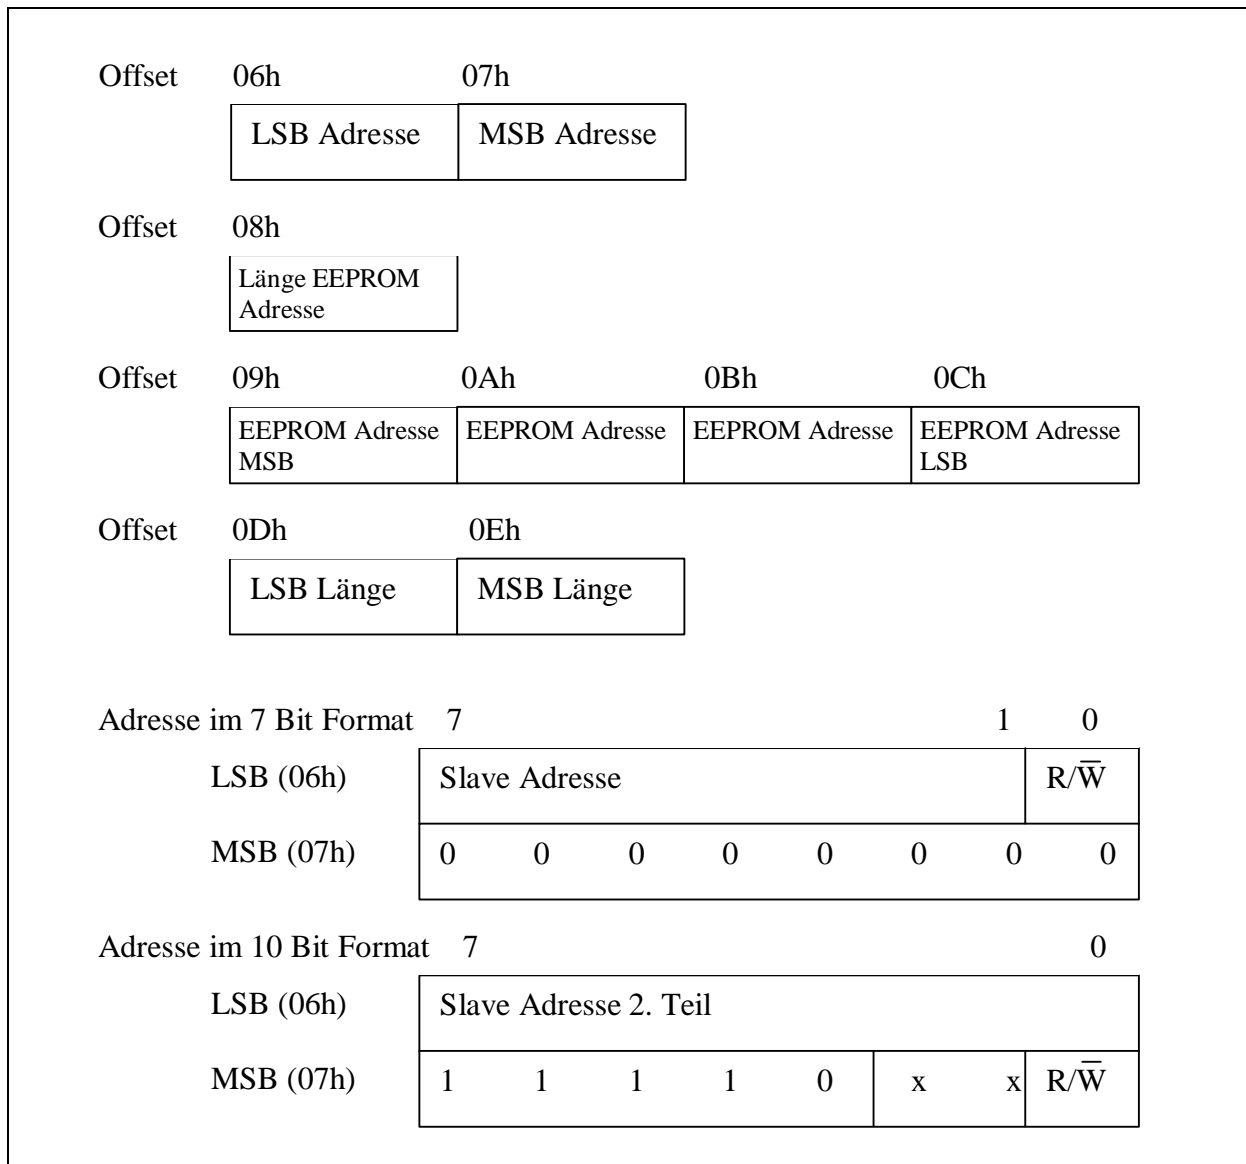 Offset 06h 07h
LSB Adresse MSB Adresse
Offset 08h
Länge EEPROM
Adresse
Offset 09h 0Ah 0Bh 0Ch
EEPROM Adresse EEPROM Adresse EEPROM Adresse EEPROM Adresse
MSB LSB
Offset 0Dh 0Eh
LSB Länge MSB Länge
Adresse im 7 Bit Format 7 1 0
LSB (06h) Slave Adresse R/W̅
MSB (07h) 0 0 0 0 0 0 0 0
Adresse im 10 Bit Format 7 0
LSB (06h) Slave Adresse 2. Teil
MSB (07h) 1 1 1 1 0 x x R/W̅